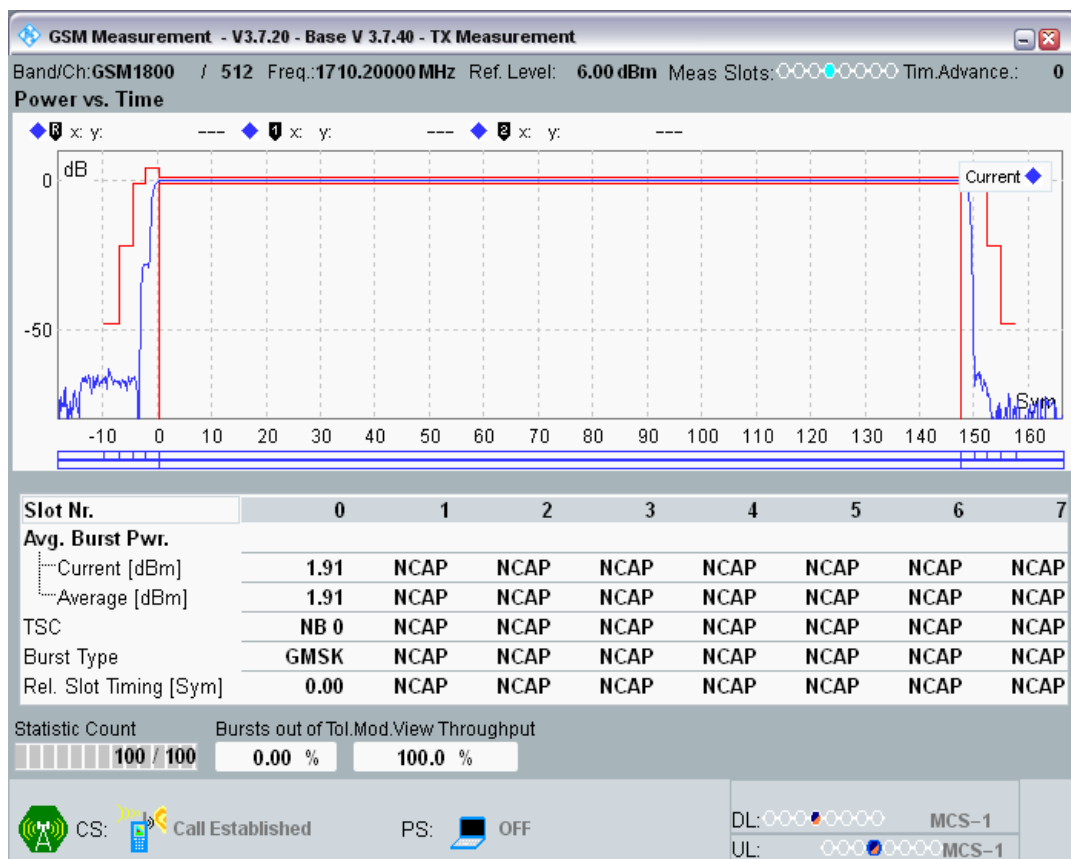 GSM Measurement - V3.7.20 - Base V 3.7.40 - TX Measurement
Band/Ch:GSM1800 / 512 Freq.:1710.20000 MHz Ref. Level: 6.00 dBm Meas Slots: Tim.Advance.: 0
Power vs. Time
R x: y: --- 1 x: y: --- 2 x: y: ---
dB
Current
0
-50
Sym
-10 0 10 20 30 40 50 60 70 80 90 100 110 120 130 140 150 160
Slot Nr. 0 1 2 3 4 5 6 7
Avg. Burst Pwr.
Current [dBm] 1.91 NCAP NCAP NCAP NCAP NCAP NCAP NCAP
Average [dBm] 1.91 NCAP NCAP NCAP NCAP NCAP NCAP NCAP
TSC NB 0 NCAP NCAP NCAP NCAP NCAP NCAP NCAP
Burst Type GMSK NCAP NCAP NCAP NCAP NCAP NCAP NCAP
Rel. Slot Timing [Sym] 0.00 NCAP NCAP NCAP NCAP NCAP NCAP NCAP
Statistic Count Bursts out of Tol.Mod.View Throughput
100 / 100 0.00 % 100.0 %
CS: Call Established PS: OFF DL: MCS-1
UL: MCS-1